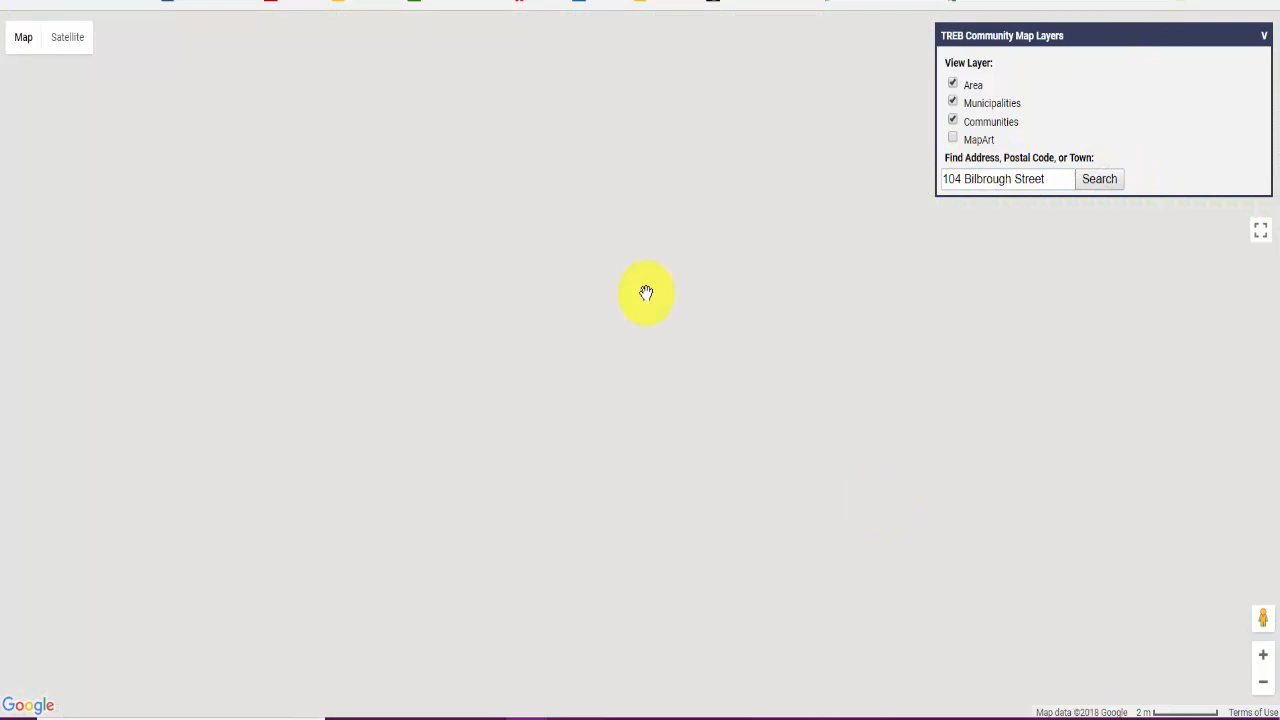 Map Satellite
TREB Community Map Layers V
View Layer:
Area
Municipalities
Communities
MapArt
Find Address, Postal Code, or Town:
104 Bilbrough Street Search
Google
Map data ©2018 Google 2 m Terms of Use